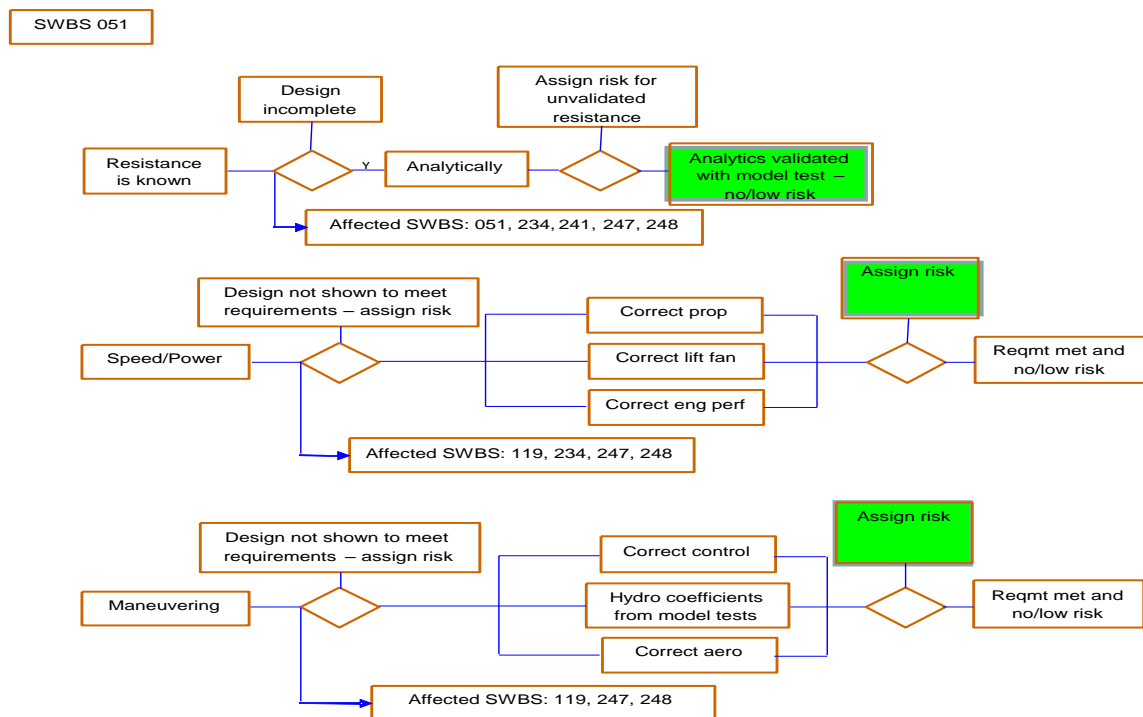 SWBS 051
Design
incomplete
Assign risk for
unvalidated
resistance
Resistance
is known
Y
Analytically
Analytics validated
with model test –
no/low risk
Affected SWBS: 051, 234, 241, 247, 248
Design not shown to meet
requirements – assign risk
Assign risk
Correct prop
Speed/Power
Correct lift fan
Reqmt met and
no/low risk
Correct eng perf
Affected SWBS: 119, 234, 247, 248
Design not shown to meet
requirements – assign risk
Assign risk
Correct control
Maneuvering
Hydro coefficients
from model tests
Reqmt met and
no/low risk
Correct aero
Affected SWBS: 119, 247, 248